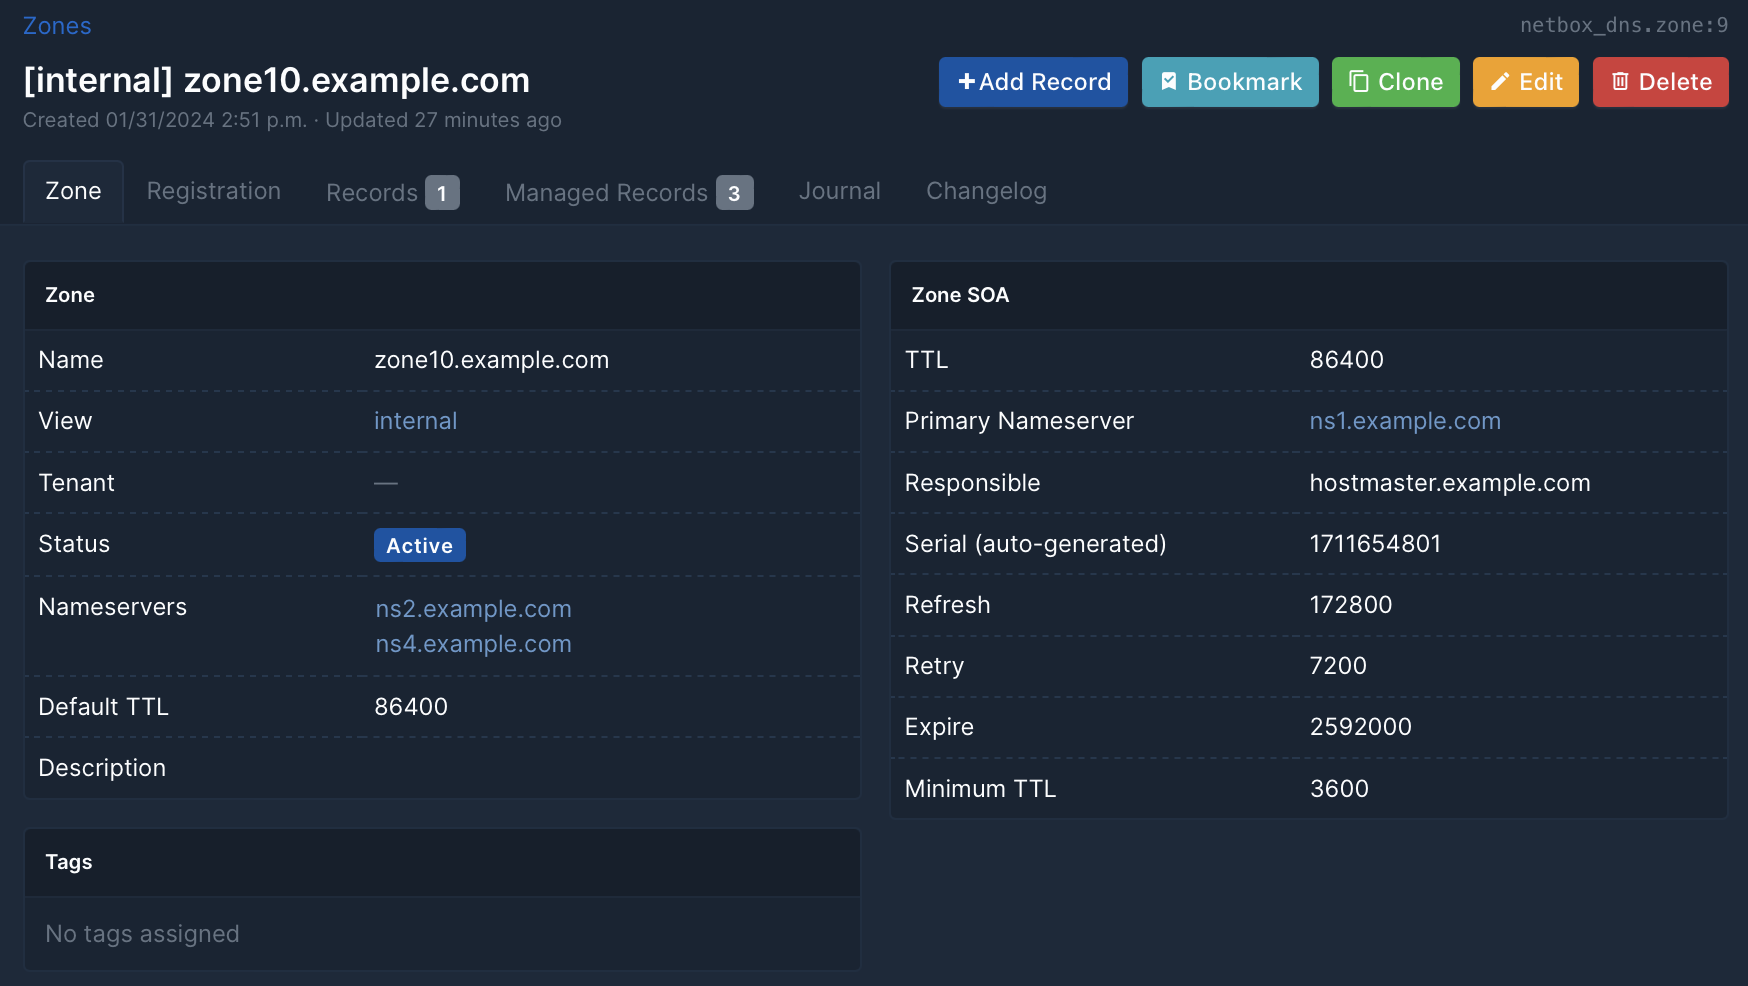 Zones
netbox_dns.zone:9
[internal] zone10.example.com
Created 01/31/2024 2:51 p.m. · Updated 27 minutes ago
+Add Record
Bookmark
Clone
Edit
Delete
Zone
Registration
Records 1
Managed Records 3
Journal
Changelog
Zone
Name zone10.example.com
View internal
Tenant —
Status Active
Nameservers ns2.example.com
ns4.example.com
Default TTL 86400
Description
Tags
No tags assigned
Zone SOA
TTL 86400
Primary Nameserver ns1.example.com
Responsible hostmaster.example.com
Serial (auto-generated) 1711654801
Refresh 172800
Retry 7200
Expire 2592000
Minimum TTL 3600